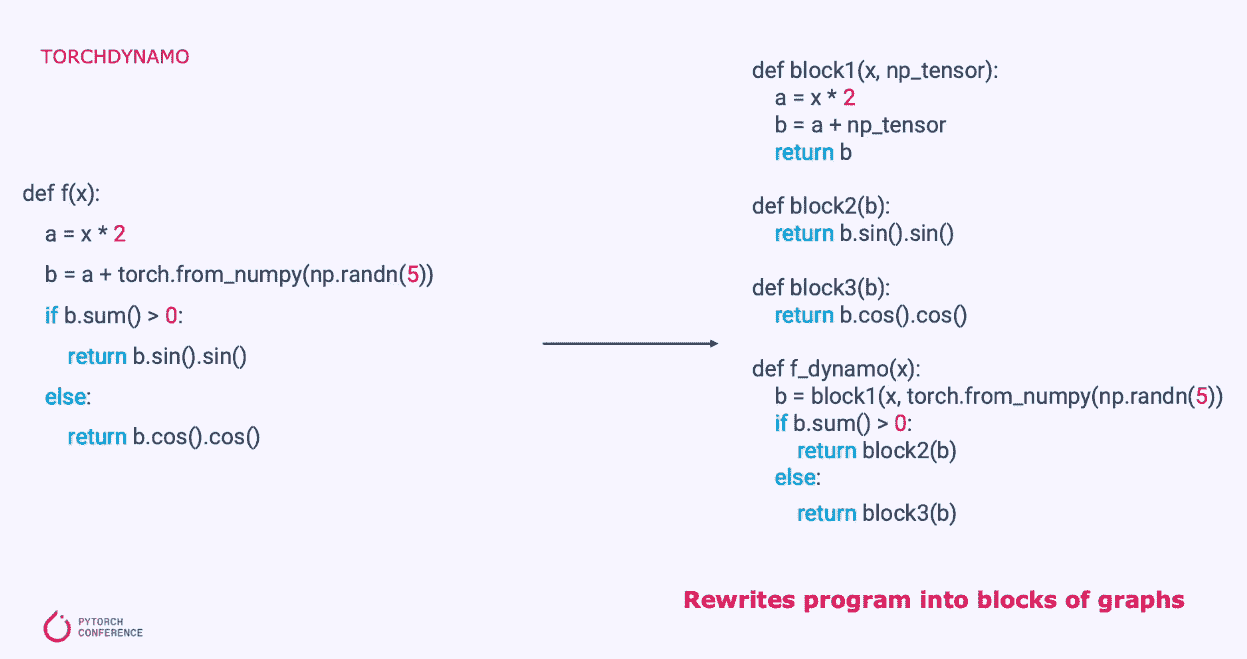 TORCHDYNAMO
def f(x):
a = x * 2
b = a + torch.from_numpy(np.randn(5))
if b.sum() > 0:
return b.sin().sin()
else:
return b.cos().cos()
def block1(x, np_tensor):
a = x * 2
b = a + np_tensor
return b
def block2(b):
return b.sin().sin()
def block3(b):
return b.cos().cos()
def f_dynamo(x):
b = block1(x, torch.from_numpy(np.randn(5))
if b.sum() > 0:
return block2(b)
else:
return block3(b)
Rewrites program into blocks of graphs
PYTORCH
CONFERENCE